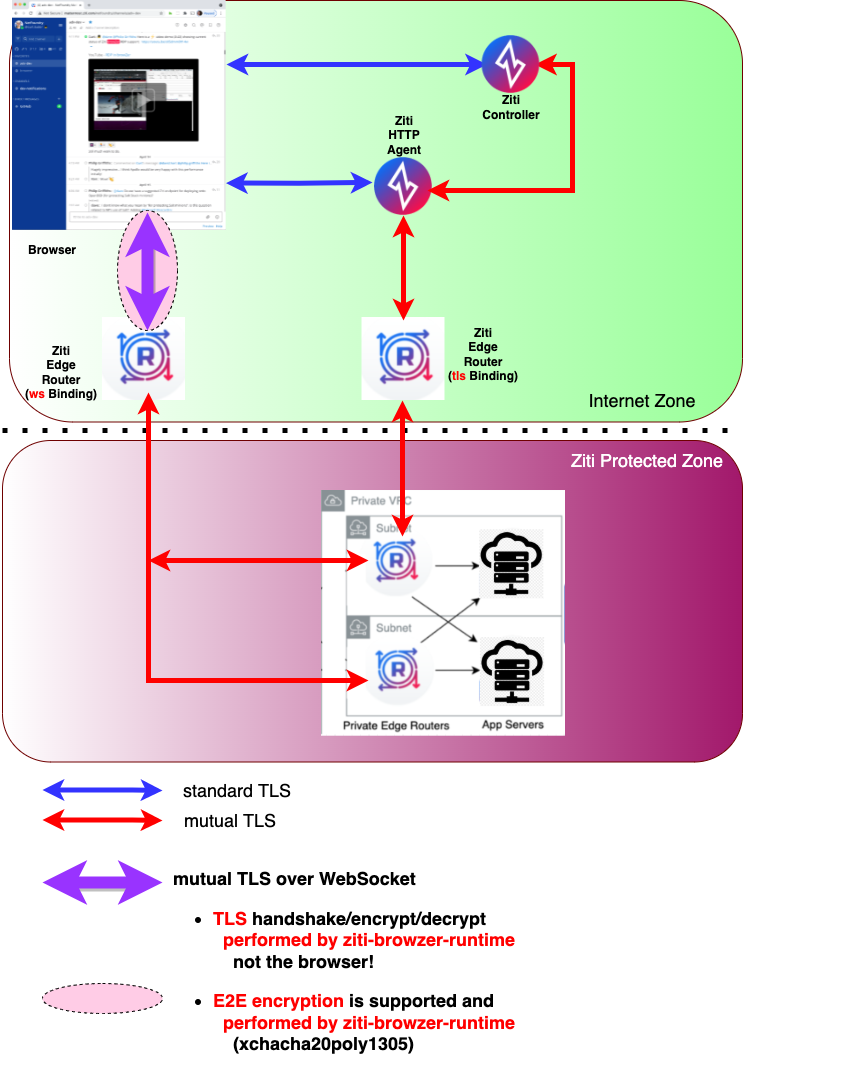 Ziti
Controller
Ziti
HTTP
Agent
Browser
Ziti
Edge
Router
(ws Binding)
Ziti
Edge
Router
(tls Binding)
Internet Zone
Ziti Protected Zone
Private VPC
Subnet
Subnet
Private Edge Routers
App Servers
standard TLS
mutual TLS
mutual TLS over WebSocket
• TLS handshake/encrypt/decrypt
performed by ziti-browzer-runtime
not the browser!
• E2E encryption is supported and
performed by ziti-browzer-runtime
(xchacha20poly1305)